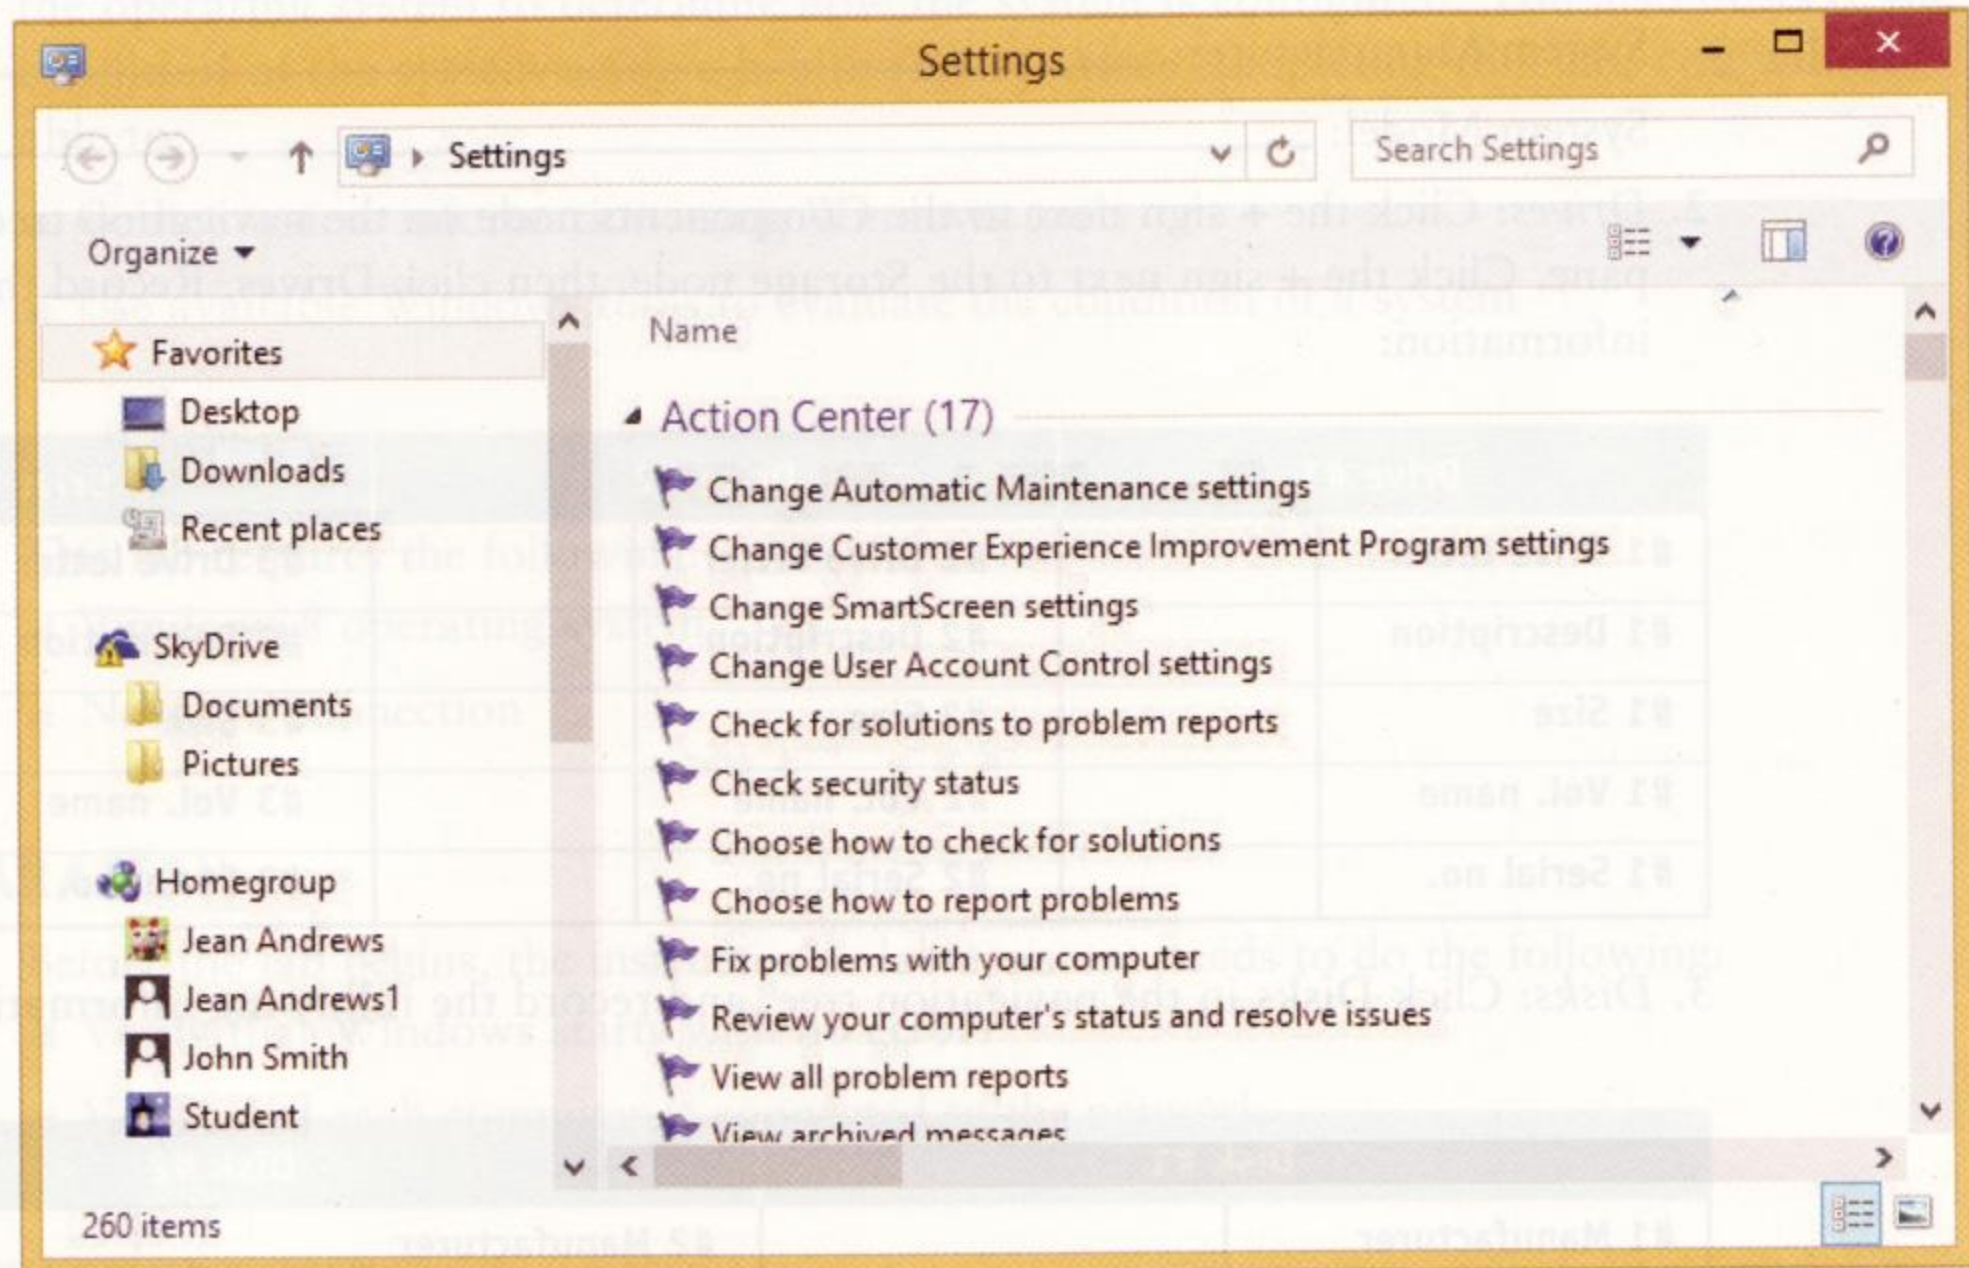 Settings
Settings
Search Settings
Organize
Name
Favorites
Desktop
Downloads
Recent places
SkyDrive
Documents
Pictures
Homegroup
Jean Andrews
Jean Andrews1
John Smith
Student
Action Center (17)
Change Automatic Maintenance settings
Change Customer Experience Improvement Program settings
Change SmartScreen settings
Change User Account Control settings
Check for solutions to problem reports
Check security status
Choose how to check for solutions
Choose how to report problems
Fix problems with your computer
Review your computer's status and resolve issues
View all problem reports
View archived messages
260 items